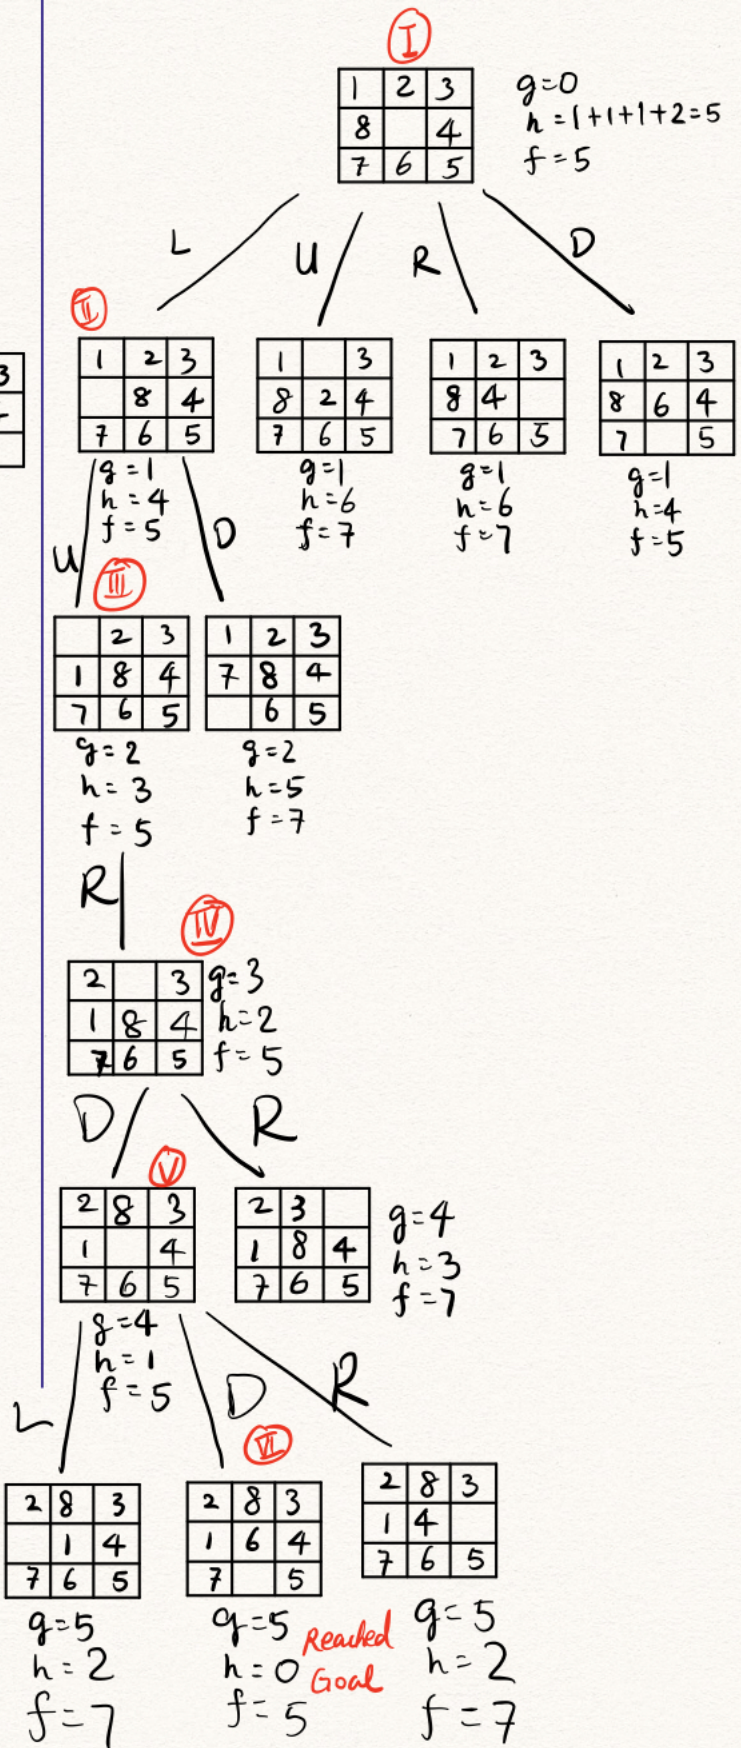 I
1 2 3
8 4
7 6 5
g=0
h=1+1+1+2=5
f=5
L U R D
II
3
1 2 3
8 4
7 6 5
g=1
h=4
f=5
1 3
8 2 4
7 6 5
g=1
h=6
f=7
1 2 3
8 4
7 6 5
g=1
h=6
f=7
1 2 3
8 6 4
7 5
g=1
h=4
f=5
U D
III
2 3
1 8 4
7 6 5
g=2
h=3
f=5
1 2 3
7 8 4
6 5
g=2
h=5
f=7
R
IV
2 3
1 8 4
7 6 5
g=3
h=2
f=5
D R
V
2 8 3
1 4
7 6 5
g=4
h=1
f=5
2 3
1 8 4
7 6 5
g=4
h=3
f=7
L D R
VI
2 8 3
1 4
7 6 5
g=5
h=2
f=7
2 8 3
1 6 4
7 5
g=5
h=0
f=5
Reached
Goal
2 8 3
1 4
7 6 5
g=5
h=2
f=7